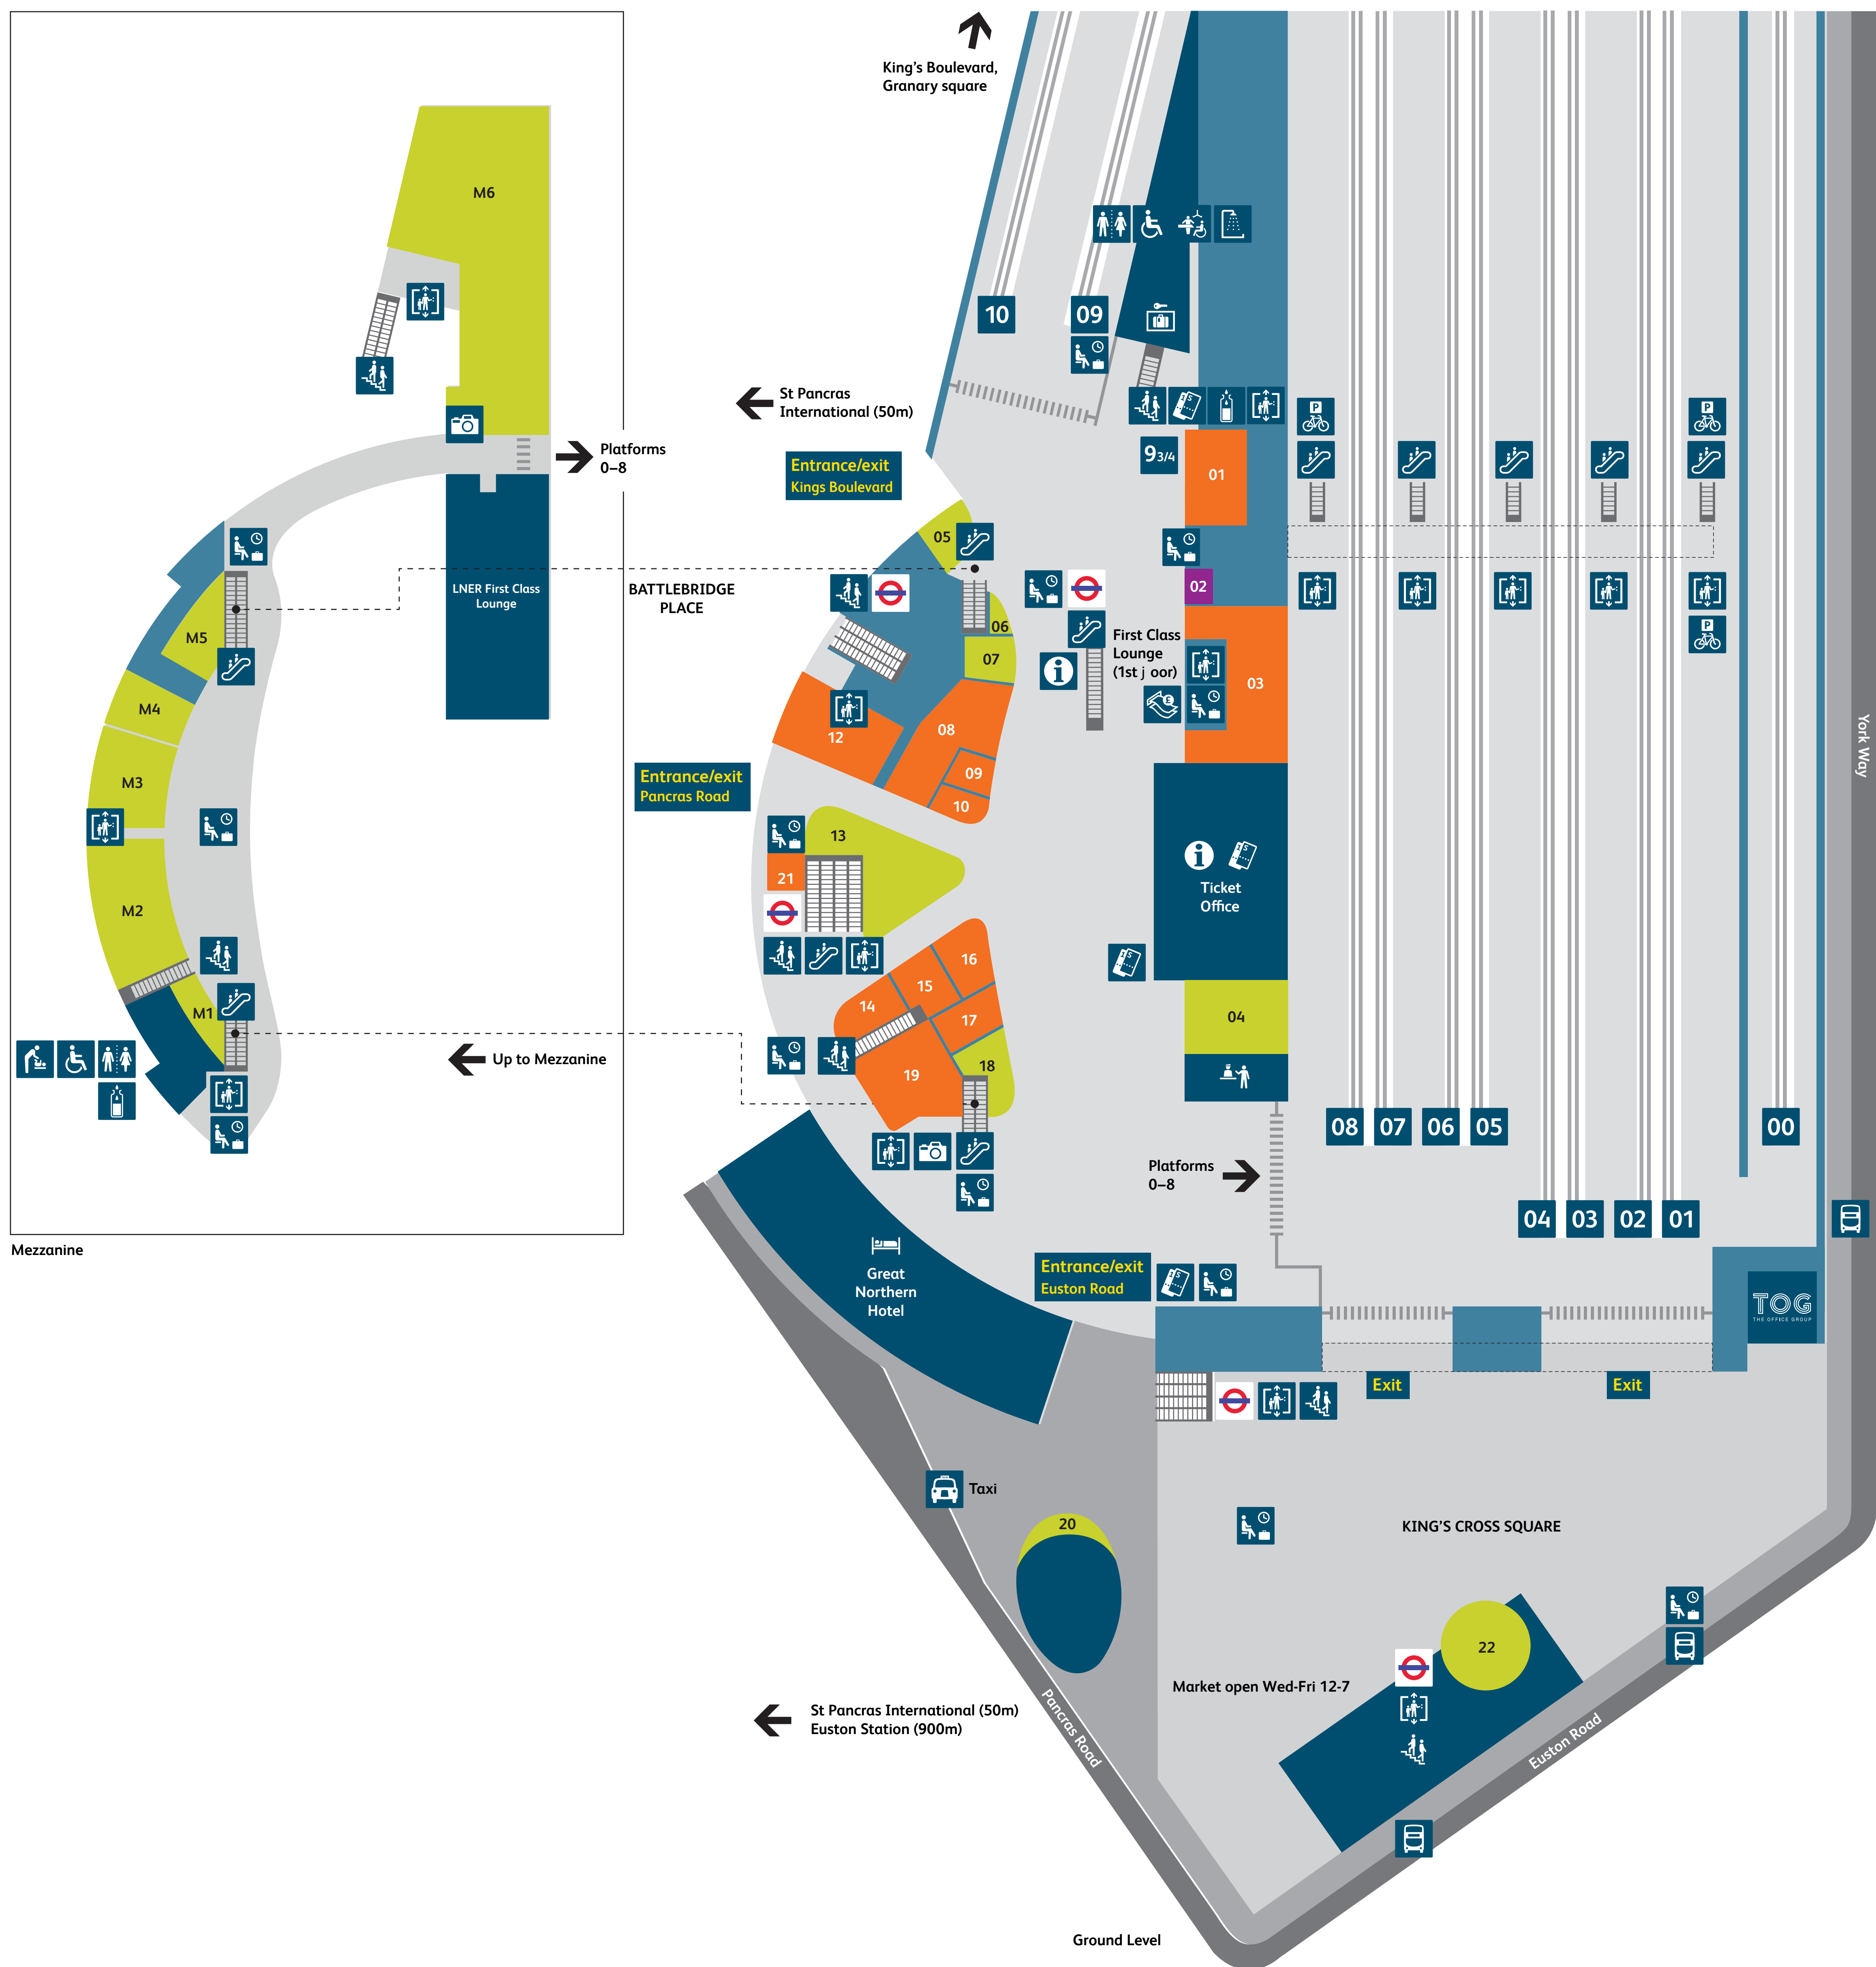 King's Boulevard,
Granary square
M6
10
09
St Pancras
International (50m)
Platforms
0–8
Entrance/exit
Kings Boulevard
9 3/4
01
05
LNER First Class
Lounge
BATTLEBRIDGE
PLACE
02
06
07
First Class
Lounge
(1st j oor)
03
M5
M4
M3
M2
M1
12
08
09
10
Entrance/exit
Pancras Road
13
21
i
i
Ticket
Office
York Way
16
15
14
17
18
19
04
Up to Mezzanine
08
07
06
05
00
Platforms
0–8
04
03
02
01
Mezzanine
Great
Northern
Hotel
Entrance/exit
Euston Road
TOG
THE OFFICE GROUP
Exit
Exit
P
P
P
Taxi
20
KING'S CROSS SQUARE
22
Market open Wed-Fri 12-7
St Pancras International (50m)
Euston Station (900m)
Pancras Road
Euston Road
Ground Level